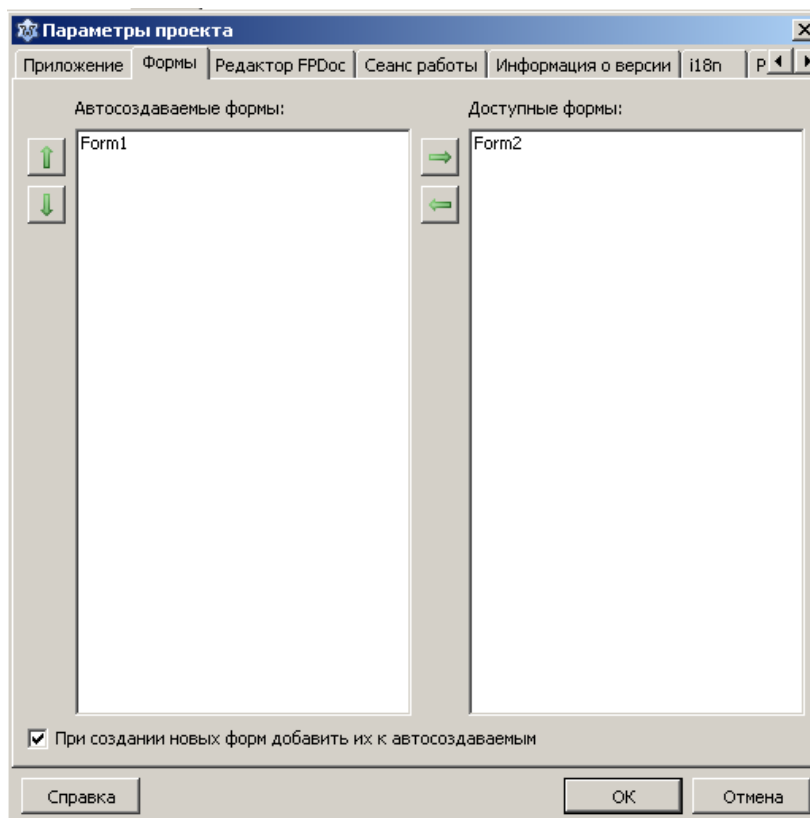 Параметры проекта
Приложение Формы Редактор FPDoc Сеанс работы Информация о версии i18n Р
Автосоздаваемые формы: Доступные формы:
Form1 Form2
При создании новых форм добавить их к автосоздаваемым
Справка ОК Отмена